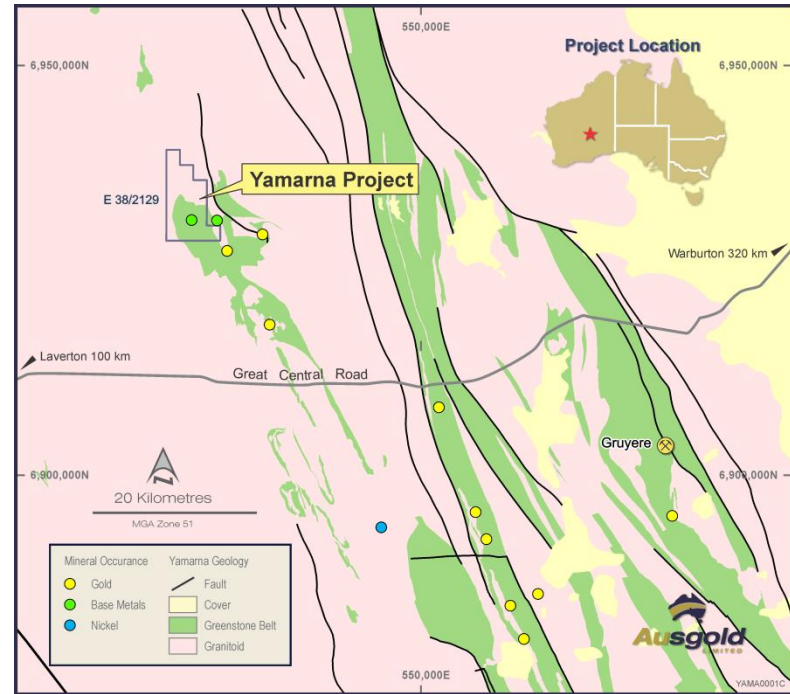 550,000E
Project Location
6,950,000N
6,950,000N
Yamarna Project
E 38/2129
Warburton 320 km
Laverton 100 km
Great Central Road
Gruyere
6,900,000N
6,900,000N
N
20 Kilometres
MGA Zone 51
Mineral Occurance
Gold
Base Metals
Nickel
Yamarna Geology
Fault
Cover
Greenstone Belt
Granitoid
Ausgold
LIMITED
550,000E
YAMA0001C